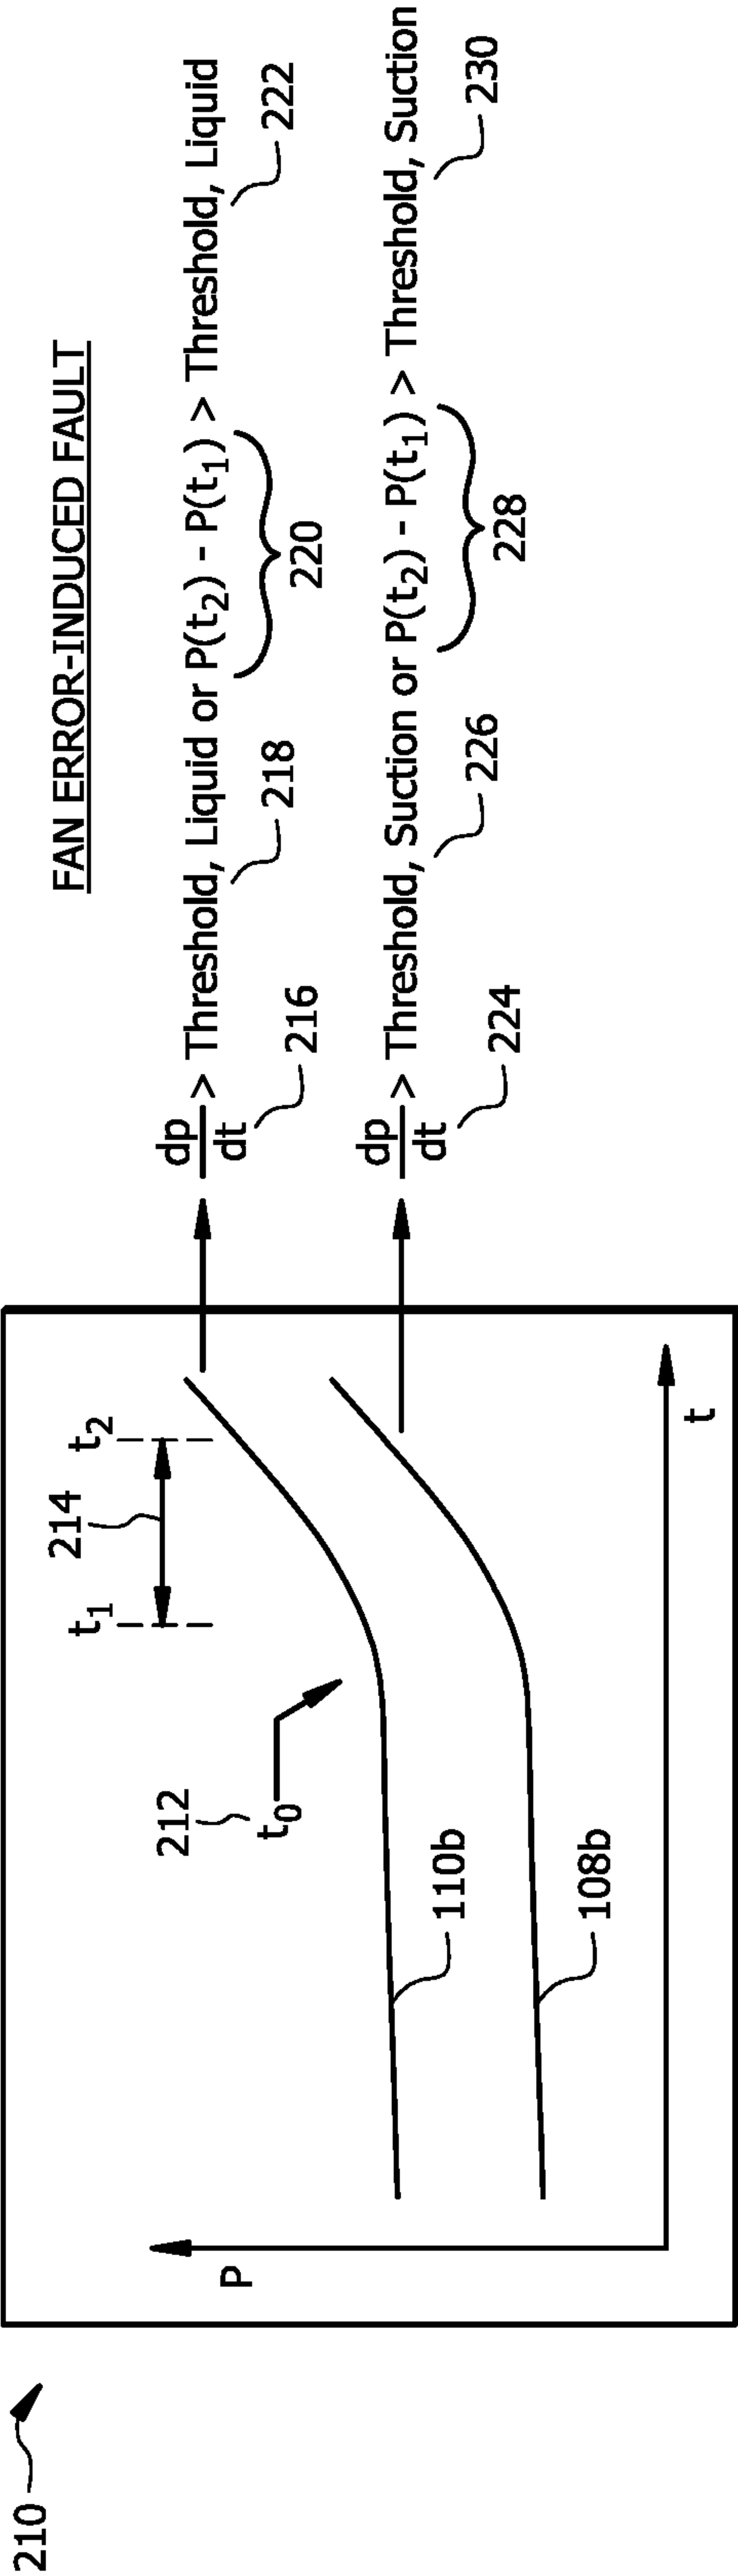 FAN ERROR-INDUCED FAULT
210
P
t
212
t0
t1
214
t2
110b
108b
dp/dt > Threshold, Liquid or P(t2) - P(t1) > Threshold, Liquid
216
218
220
222
dp/dt > Threshold, Suction or P(t2) - P(t1) > Threshold, Suction
224
226
228
230